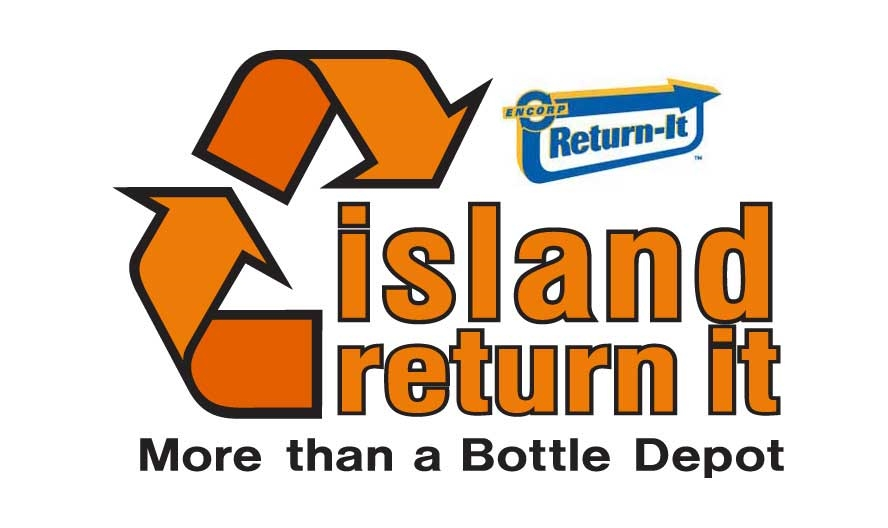 ENCORP
Return-It
™
island
return it
More than a Bottle Depot